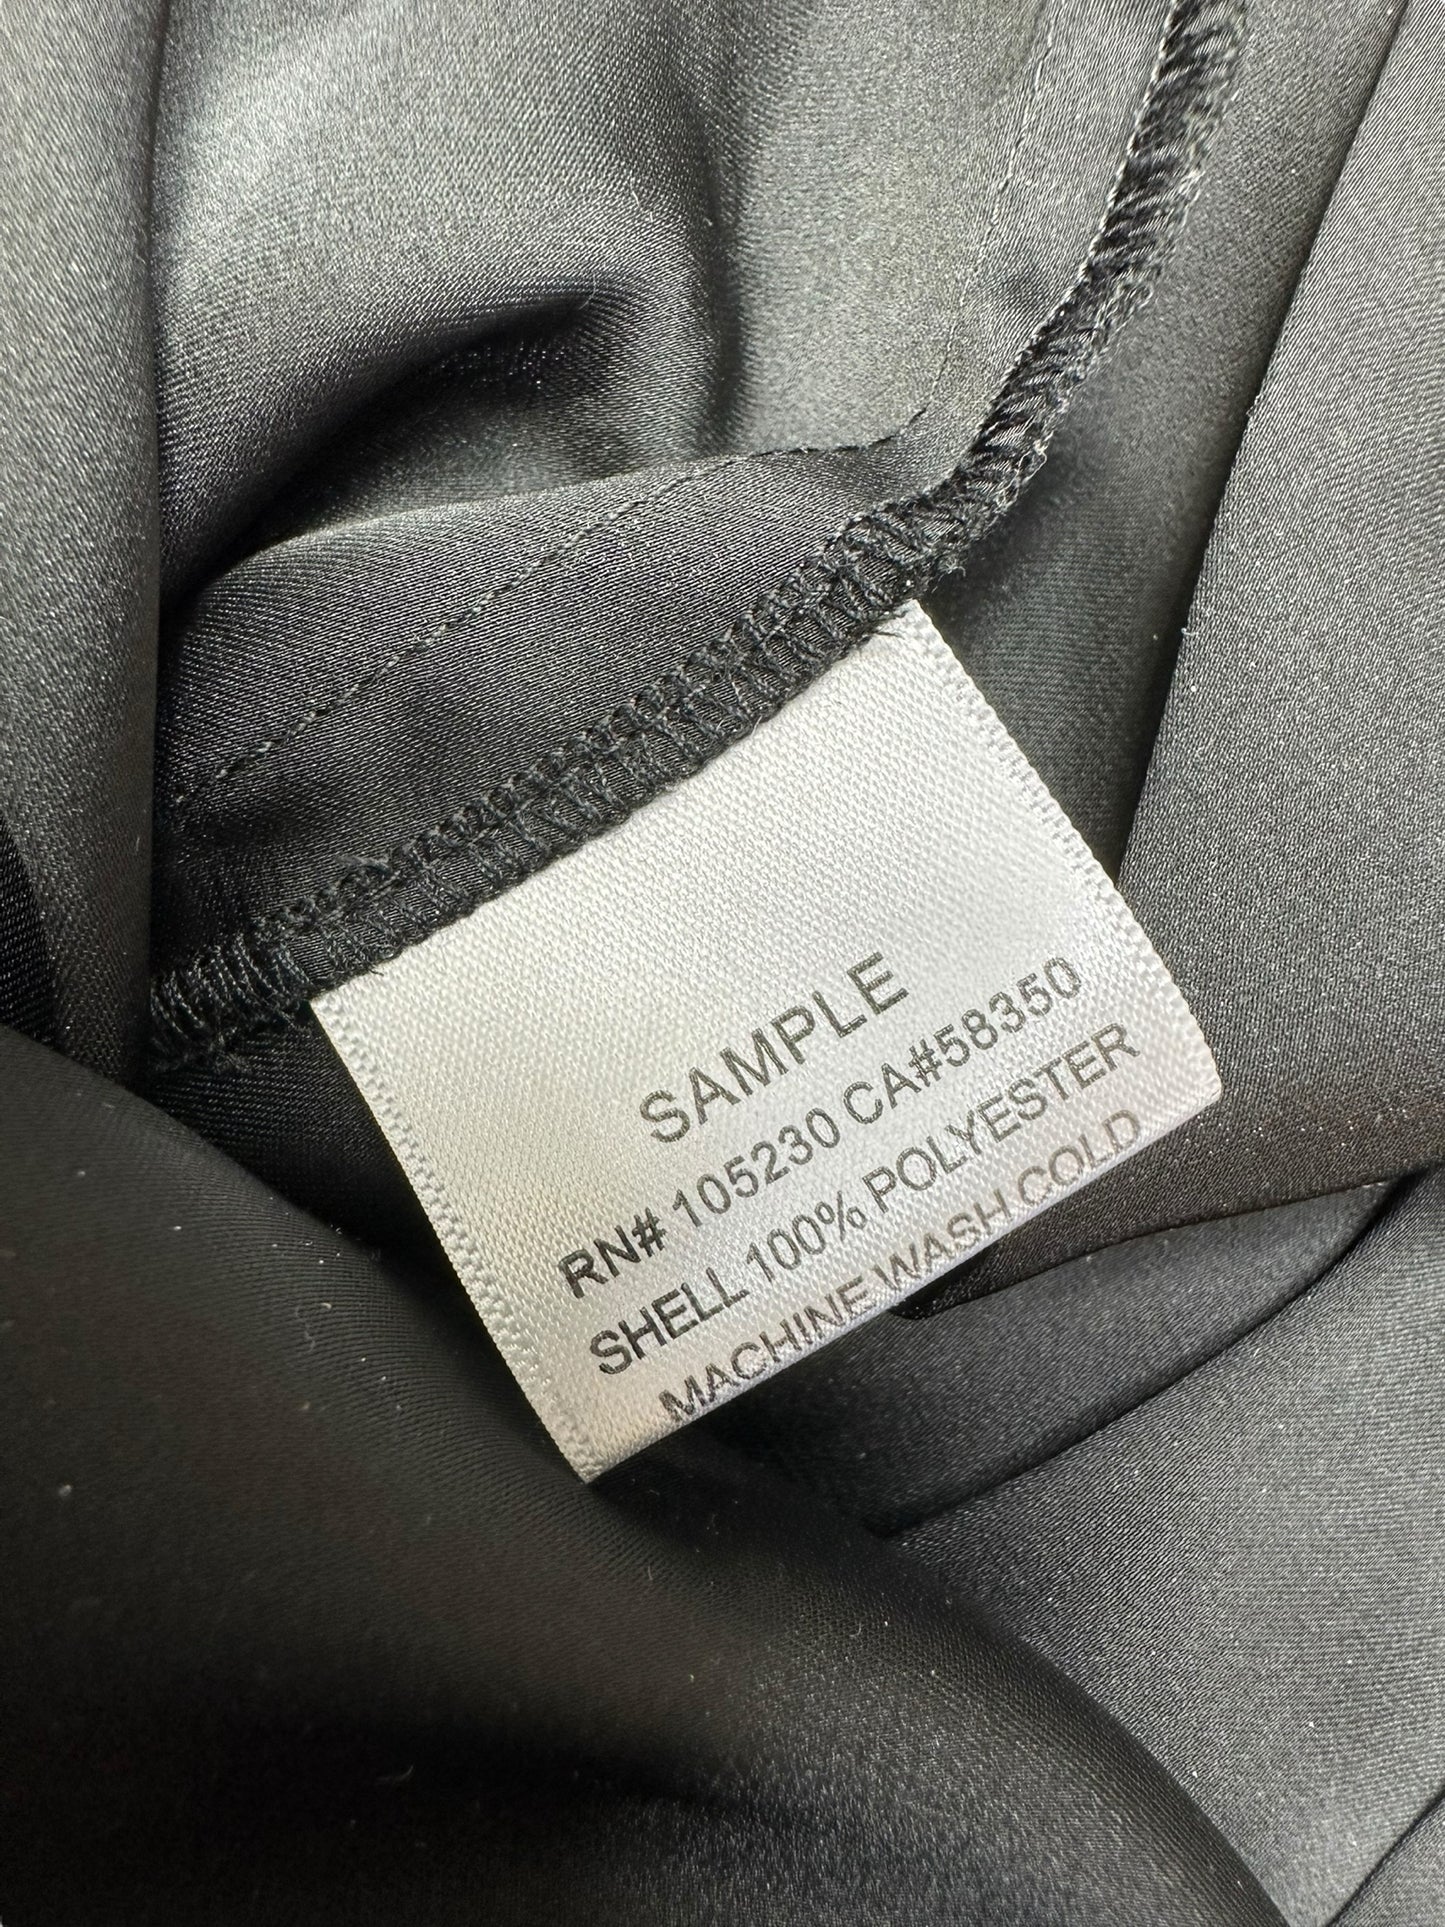 SAMPLE
RN# 105230 CA#58350
SHELL 100% POLYESTER
MACHINE WASH COLD